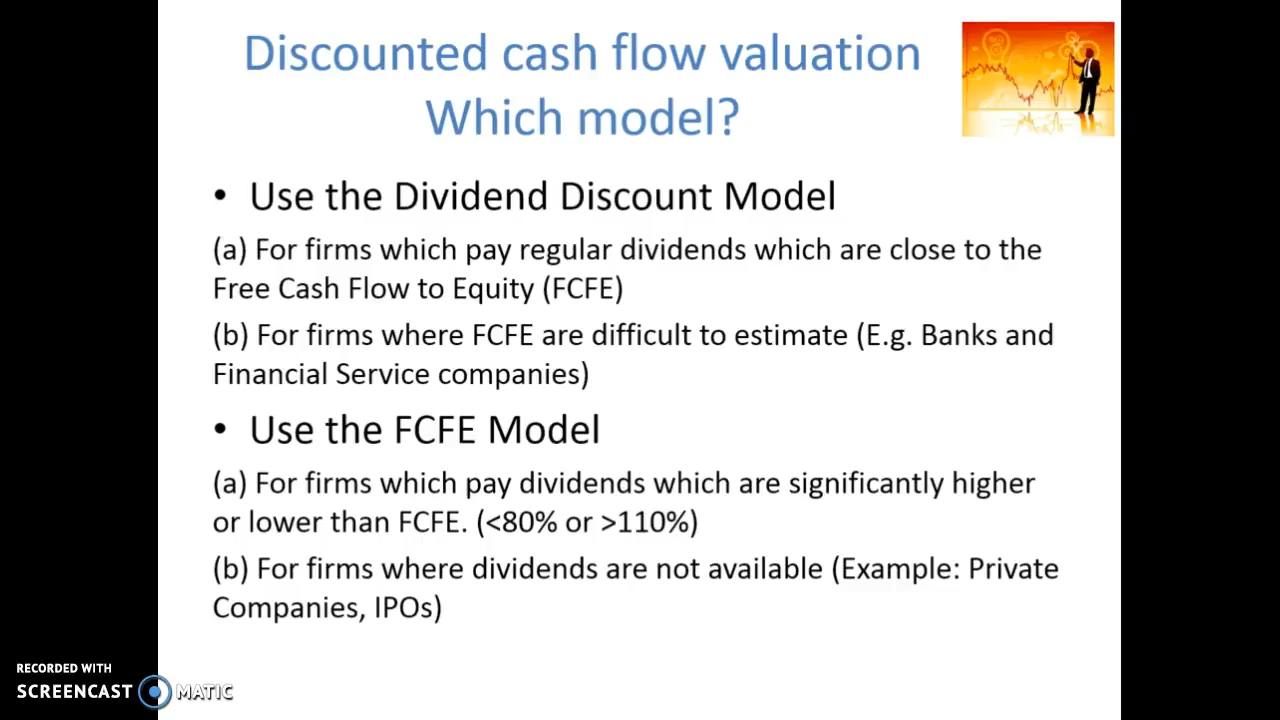 Discounted cash flow valuation
Which model?
• Use the Dividend Discount Model
(a) For firms which pay regular dividends which are close to the
Free Cash Flow to Equity (FCFE)
(b) For firms where FCFE are difficult to estimate (E.g. Banks and
Financial Service companies)
• Use the FCFE Model
(a) For firms which pay dividends which are significantly higher
or lower than FCFE. (<80% or >110%)
(b) For firms where dividends are not available (Example: Private
Companies, IPOs)
RECORDED WITH
SCREENCAST MATIC